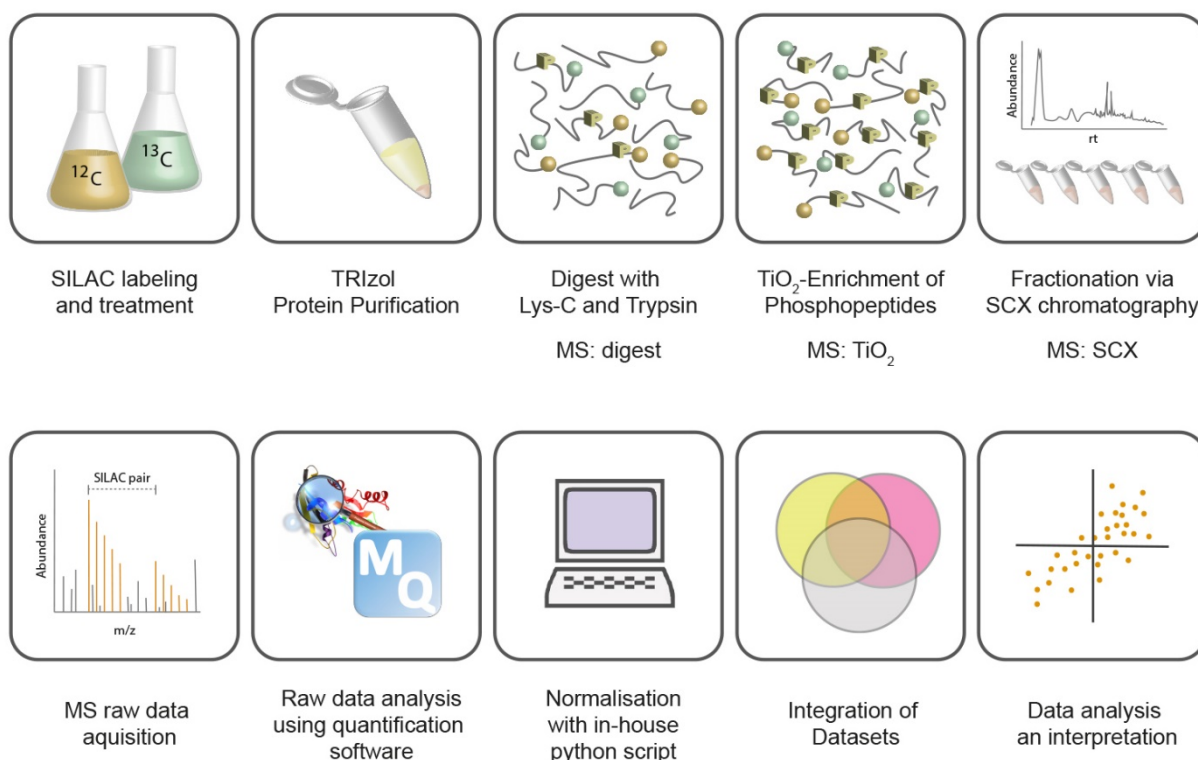 ¹²C
¹³C
SILAC labeling
and treatment
TRIzol
Protein Purification
P
P
P
Digest with
Lys-C and Trypsin
MS: digest
P
P
P
P
P
P
P
P
P
P
P
P
P
TiO₂-Enrichment of
Phosphopeptides
MS: TiO₂
Abundance
rt
Fractionation via
SCX chromatography
MS: SCX
SILAC pair
Abundance
m/z
MS raw data
aquisition
M
Q
Raw data analysis
using quantification
software
Normalisation
with in-house
python script
Integration of
Datasets
Data analysis
an interpretation